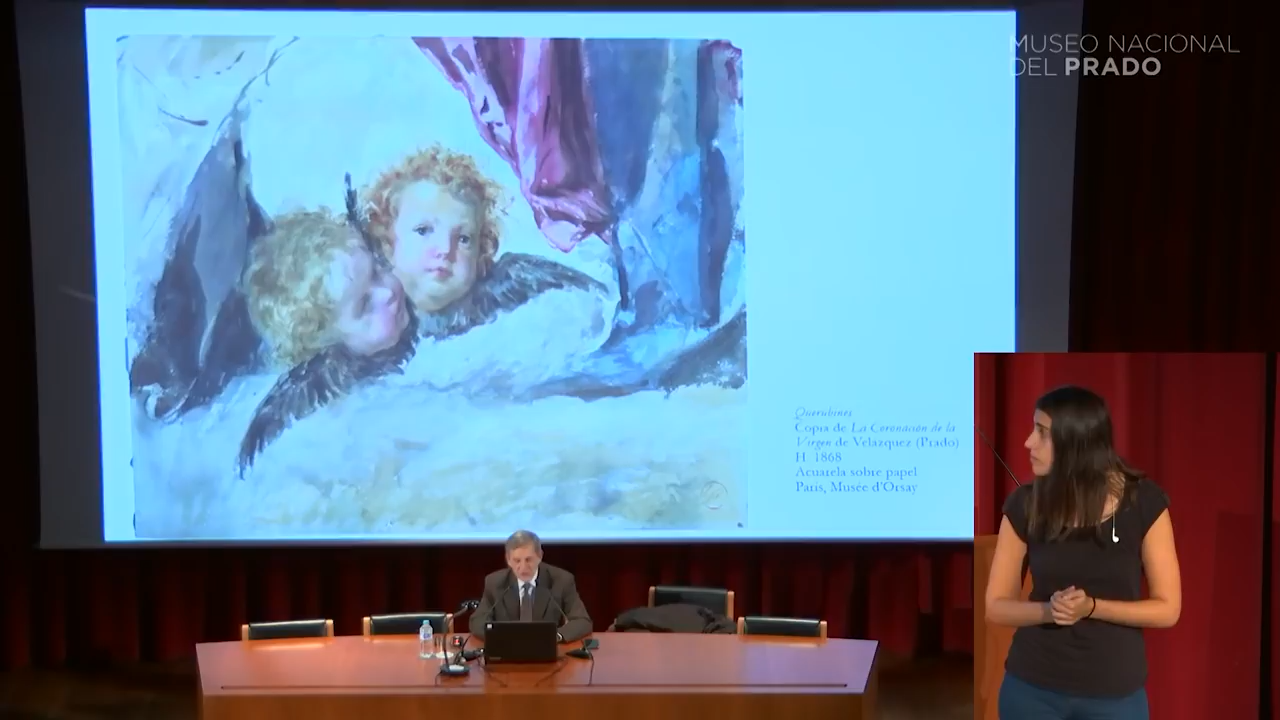 MUSEO NACIONAL
DEL PRADO
Querubines
Copia de La Coronación de la
Virgen de Velazquez (Prado)
H. 1868
Acuarela sobre papel
Paris, Musée d'Orsay